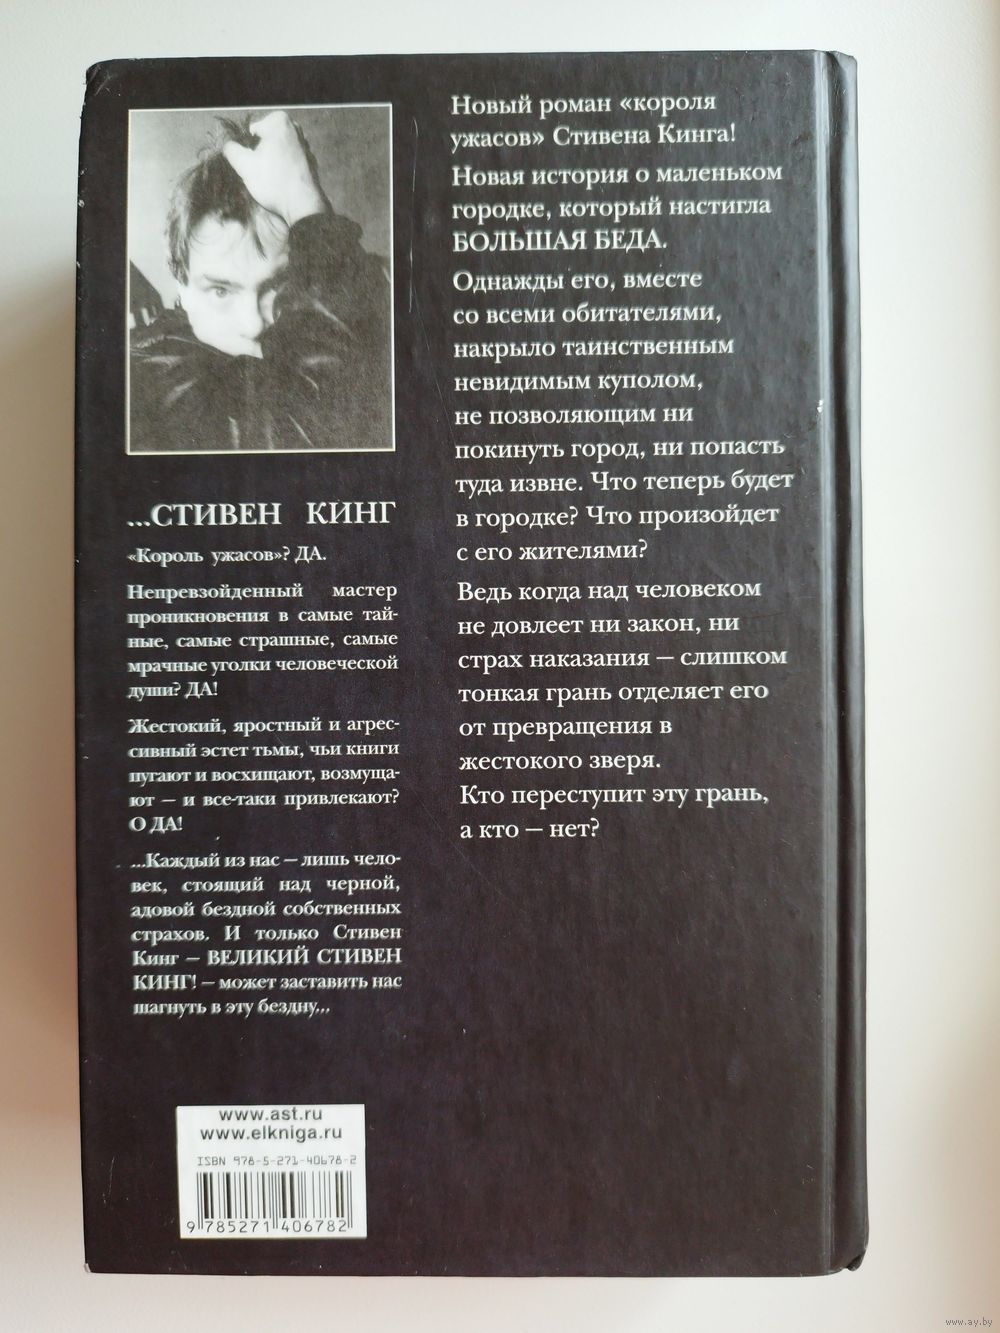 ...СТИВЕН КИНГ
«Король ужасов»? ДА.
Непревзойденный мастер
проникновения в самые тай-
ные, самые страшные, самые
мрачные уголки человеческой
души? ДА!
Жестокий, яростный и агрес-
сивный эстет тьмы, чьи книги
пугают и восхищают, возмуща-
ют — и все-таки привлекают?
О ДА!
...Каждый из нас — лишь чело-
век, стоящий над черной,
адовой бездной собственных
страхов. И только Стивен
Кинг — ВЕЛИКИЙ СТИВЕН
КИНГ! — может заставить нас
шагнуть в эту бездну...
Новый роман «короля
ужасов» Стивена Кинга!
Новая история о маленьком
городке, который настигла
БОЛЬШАЯ БЕДА.
Однажды его, вместе
со всеми обитателями,
накрыло таинственным
невидимым куполом,
не позволяющим ни
покинуть город, ни попасть
туда извне. Что теперь будет
в городке? Что произойдет
с его жителями?
Ведь когда над человеком
не довлеет ни закон, ни
страх наказания — слишком
тонкая грань отделяет его
от превращения в
жестокого зверя.
Кто переступит эту грань,
а кто — нет?
www.ast.ru
www.elkniga.ru
ISBN 978-5-271-40678-2
9 785271 406782
www.ay.by